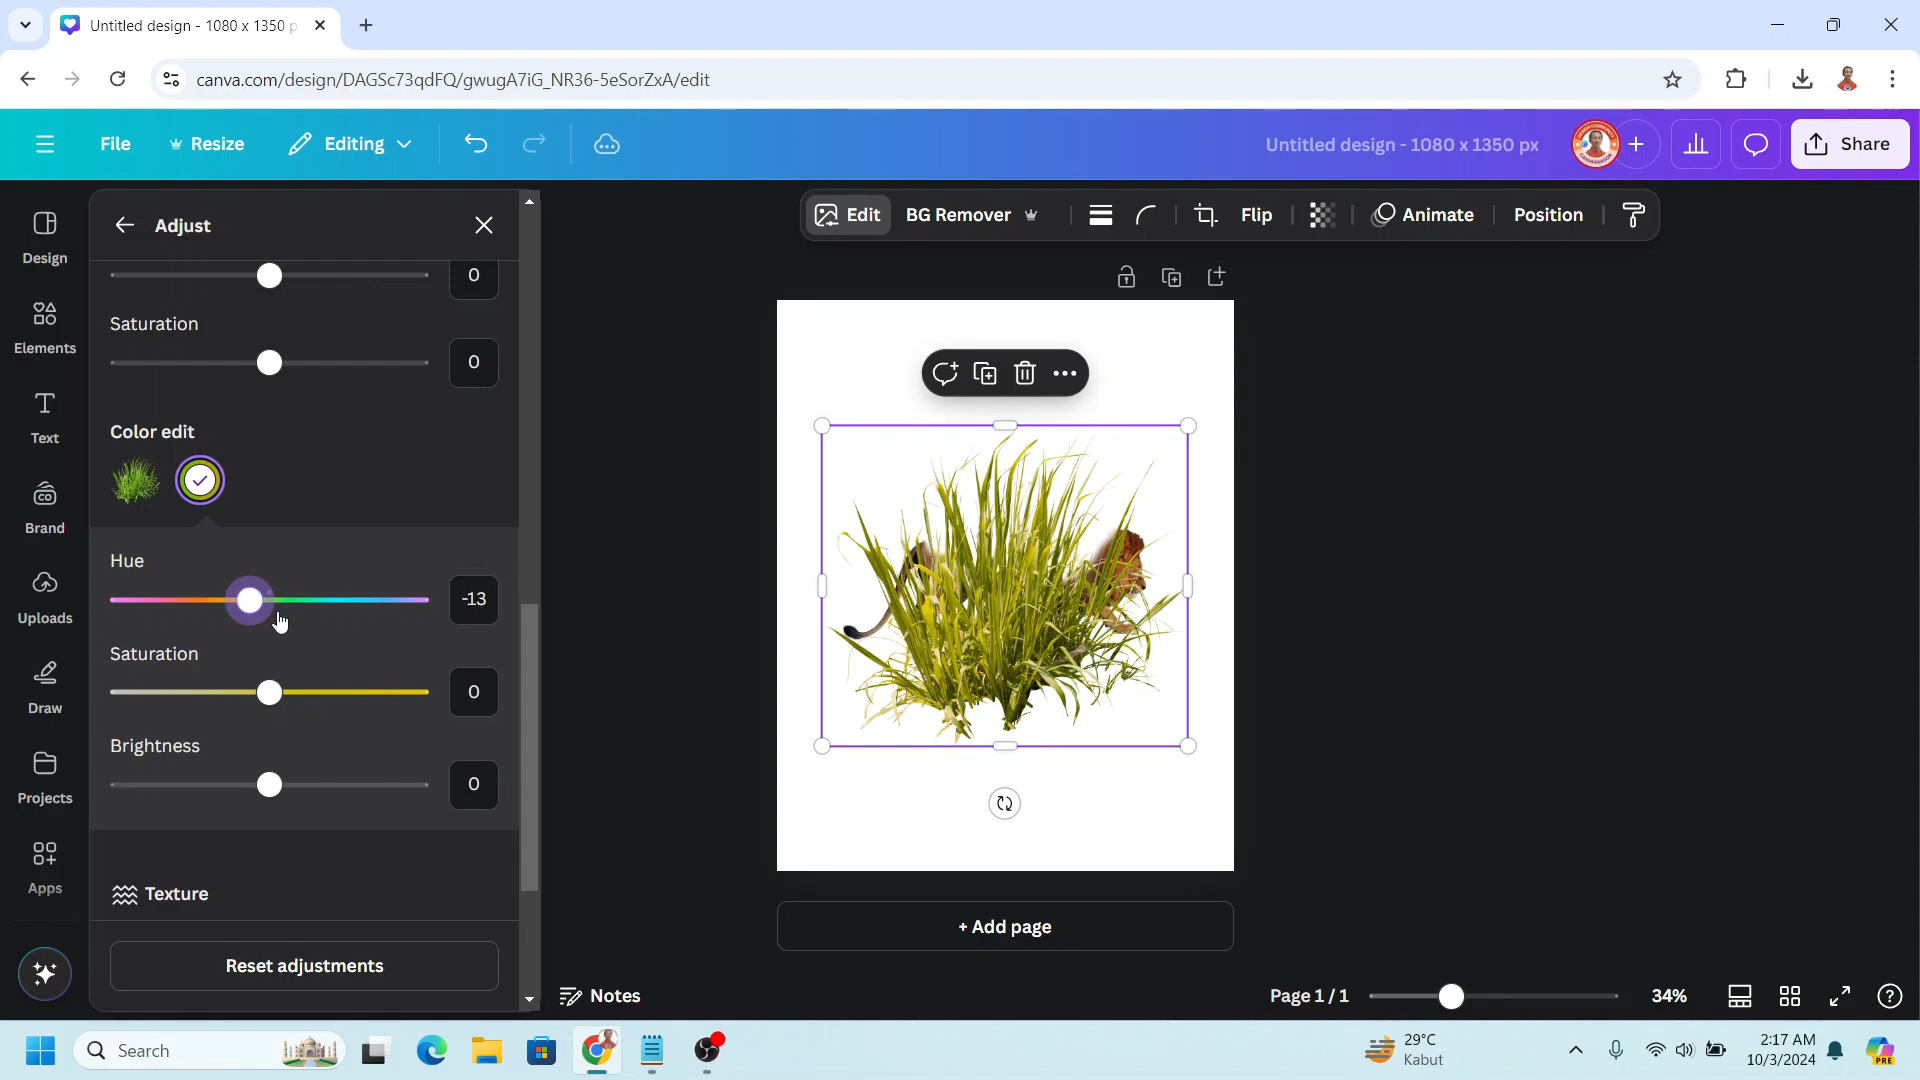 Untitled design - 1080 x 1350 p
canva.com/design/DAGSc73qdFQ/gwugA7iG_NR36-5eSorZxA/edit
File
Resize
Editing
Untitled design - 1080 x 1350 px
Share
Design
Elements
Text
Brand
Uploads
Draw
Projects
Apps
Adjust
0
Saturation
0
Color edit
Hue
-13
Saturation
0
Brightness
0
Texture
Reset adjustments
Edit
BG Remover
Flip
Animate
Position
+ Add page
Notes
Page 1 / 1
34%
Search
29°C
Kabut
2:17 AM
10/3/2024
PRE